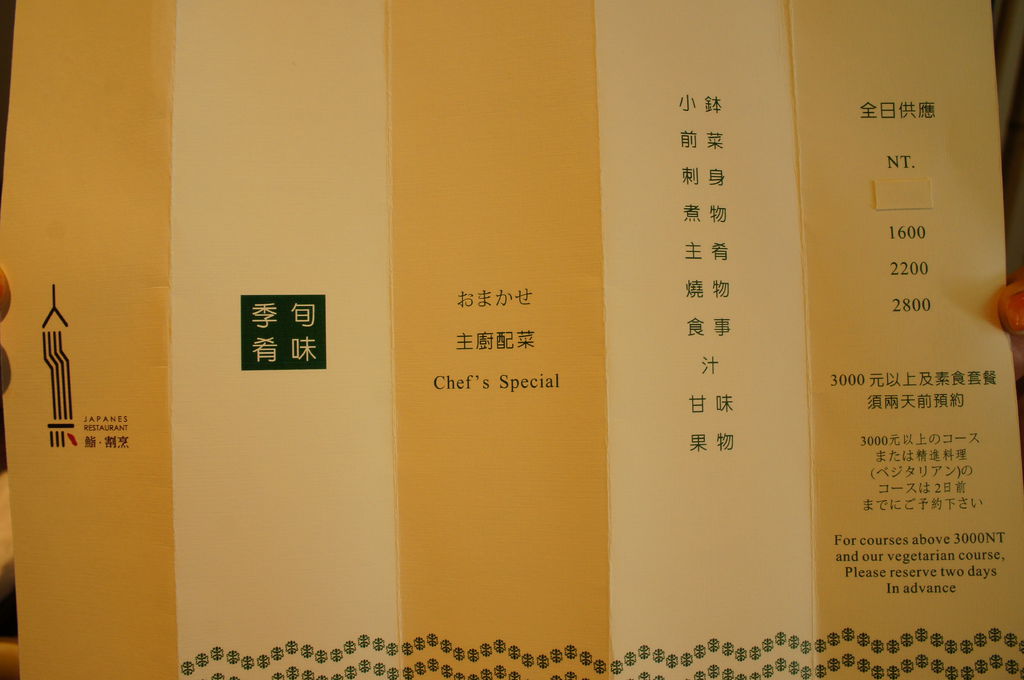 JAPANES
RESTAURANT
鮨・割烹
旬味
季肴
おまかせ
主廚配菜
Chef's Special
小鉢
前菜
刺身
煮物
主肴
燒物
食事
汁
甘味
果物
全日供應
NT.
1600
2200
2800
3000 元以上及素食套餐
須兩天前預約
3000元以上のコース
または精進料理
(ベジタリアン)の
コースは 2日前
までにご予約下さい
For courses above 3000NT
and our vegetarian course,
Please reserve two days
In advance